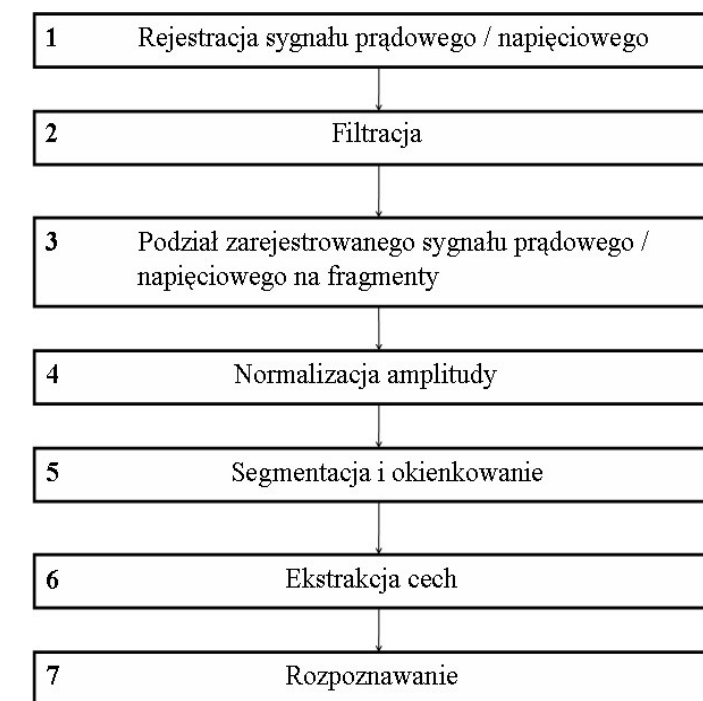 1 Rejestracja sygnału prądowego / napięciowego
2 Filtracja
3 Podział zarejestrowanego sygnału prądowego /
napięciowego na fragmenty
4 Normalizacja amplitudy
5 Segmentacja i okienkowanie
6 Ekstrakcja cech
7 Rozpoznawanie